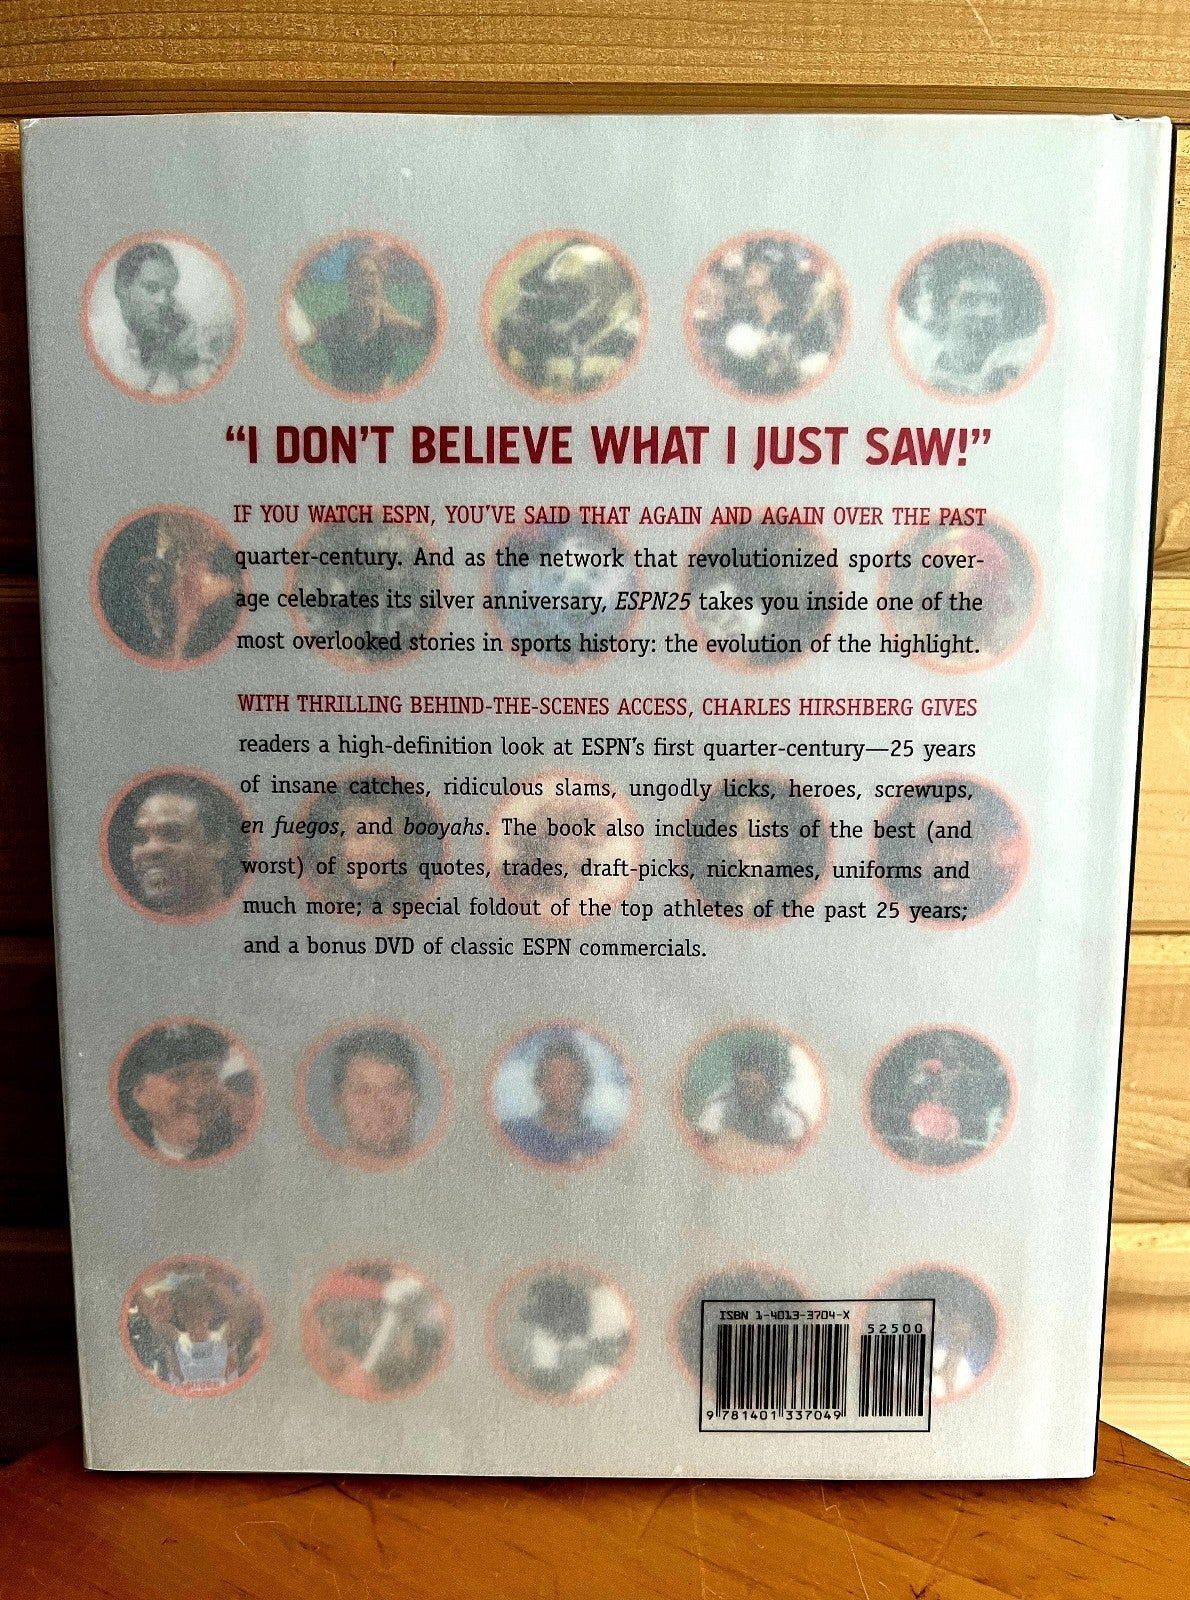 “I DON’T BELIEVE WHAT I JUST SAW!”
IF YOU WATCH ESPN, YOU’VE SAID THAT AGAIN AND AGAIN OVER THE PAST
quarter-century. And as the network that revolutionized sports cover-
age celebrates its silver anniversary, ESPN25 takes you inside one of the
most overlooked stories in sports history: the evolution of the highlight.
WITH THRILLING BEHIND-THE-SCENES ACCESS, CHARLES HIRSHBERG GIVES
readers a high-definition look at ESPN’s first quarter-century—25 years
of insane catches, ridiculous slams, ungodly licks, heroes, screwups,
en fuegos, and booyahs. The book also includes lists of the best (and
worst) of sports quotes, trades, draft-picks, nicknames, uniforms and
much more; a special foldout of the top athletes of the past 25 years;
and a bonus DVD of classic ESPN commercials.
ISBN 1-4013-3704-X
52500
9 781401 337049